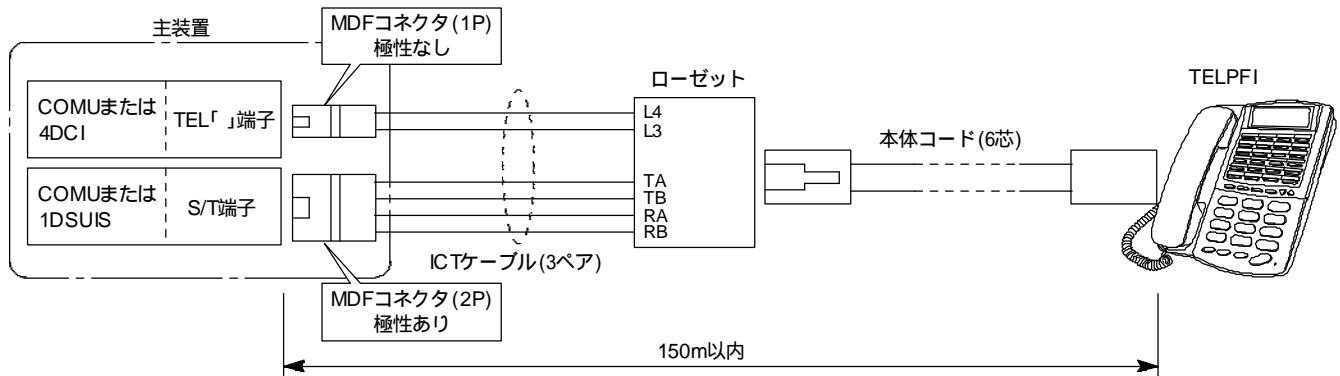 主装置
MDFコネクタ(1P)
極性なし
COMUまたは
4DCI
TEL「 」端子
COMUまたは
1DSUIS
S/T端子
MDFコネクタ(2P)
極性あり
ICTケーブル(3ペア)
ローゼット
L4
L3
TA
TB
RA
RB
本体コード(6芯)
TELPFI
150m以内